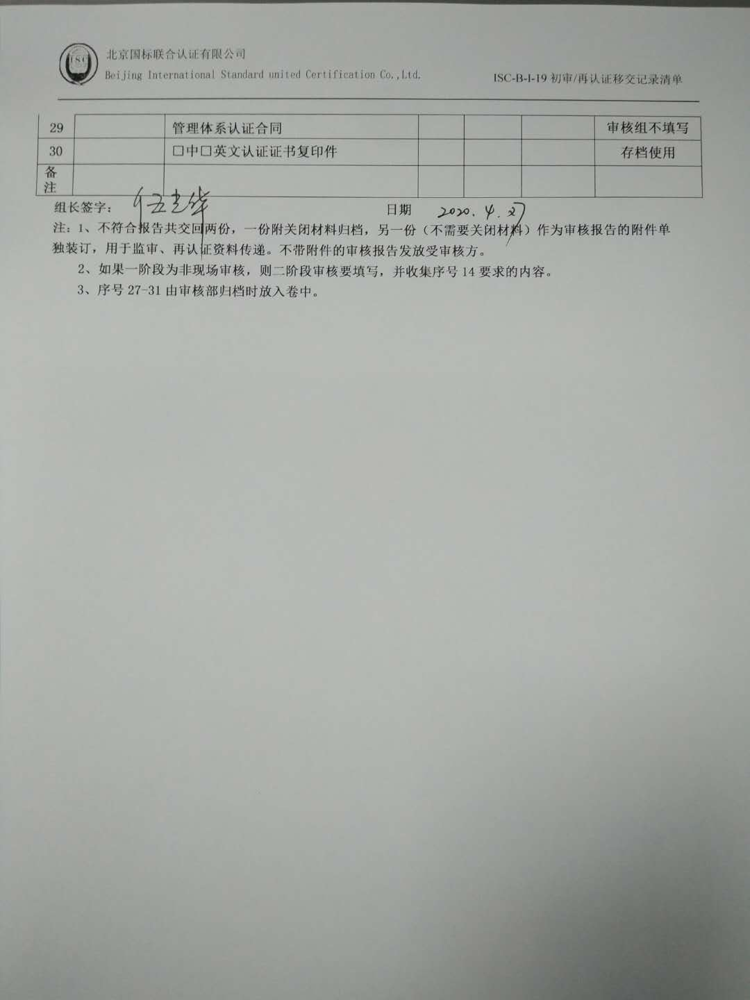 ISC
北京国标联合认证有限公司
Beijing International Standard united Certification Co.,Ltd.
ISC-B-I-19 初审/再认证移交记录清单
29 管理体系认证合同 审核组不填写
30 □中□英文认证证书复印件 存档使用
备
注
组长签字： 伍光华 日期 2020.4.27
注：1、不符合报告共交回两份，一份附关闭材料归档，另一份（不需要关闭材料）作为审核报告的附件单
独装订，用于监审、再认证资料传递。不带附件的审核报告发放受审核方。
2、如果一阶段为非现场审核，则二阶段审核要填写，并收集序号 14 要求的内容。
3、序号 27-31 由审核部归档时放入卷中。